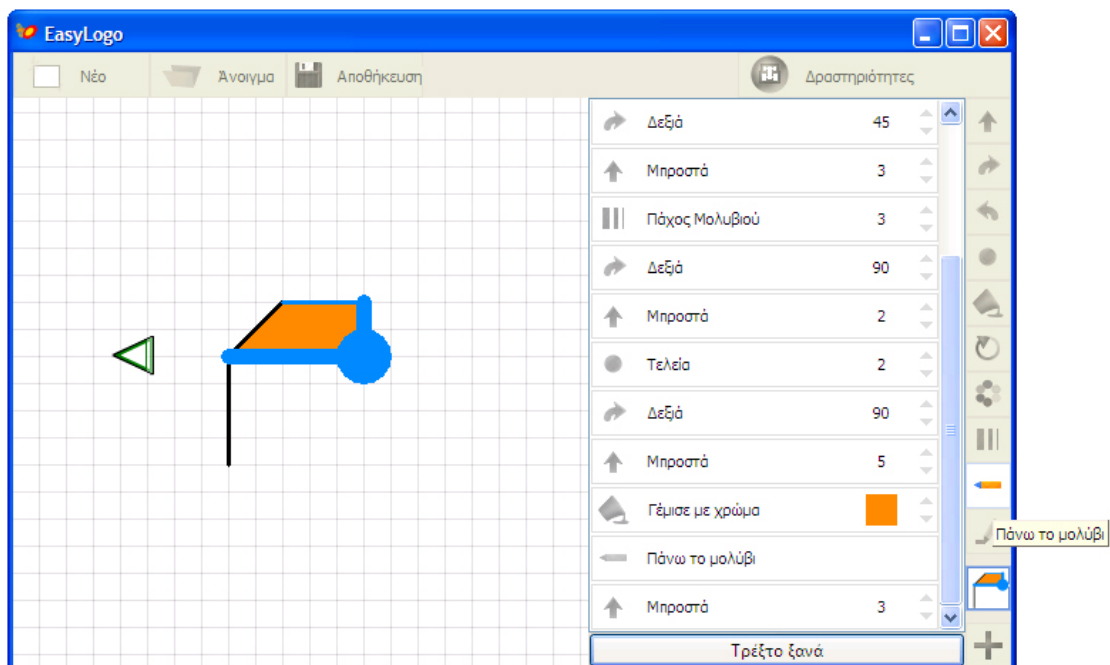 EasyLogo
Νέο Άνοιγμα Αποθήκευση Δραστηριότητες
Δεξιά 45
Μπροστά 3
Πάχος Μολυβιού 3
Δεξιά 90
Μπροστά 2
Τελεία 2
Δεξιά 90
Μπροστά 5
Γέμισε με χρώμα
Πάνω το μολύβι
Πάνω το μολύβι
Μπροστά 3
Τρέξτο ξανά